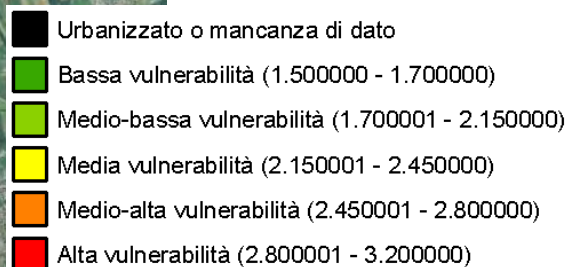 Urbanizzato o mancanza di dato
Bassa vulnerabilità (1.500000 - 1.700000)
Medio-bassa vulnerabilità (1.700001 - 2.150000)
Media vulnerabilità (2.150001 - 2.450000)
Medio-alta vulnerabilità (2.450001 - 2.800000)
Alta vulnerabilità (2.800001 - 3.200000)